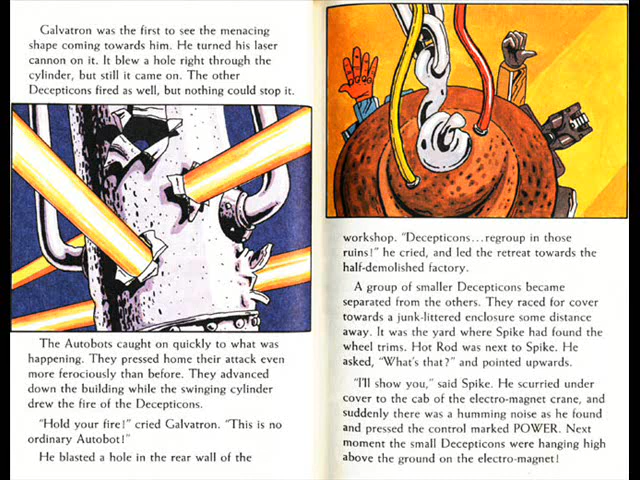 Galvatron was the first to see the menacing
shape coming towards him. He turned his laser
cannon on it. It blew a hole right through the
cylinder, but still it came on. The other
Decepticons fired as well, but nothing could stop it.
The Autobots caught on quickly to what was
happening. They pressed home their attack even
more ferociously than before. They advanced
down the building while the swinging cylinder
drew the fire of the Decepticons.
"Hold your fire!" cried Galvatron. "This is no
ordinary Autobot!"
He blasted a hole in the rear wall of the
workshop. "Decepticons...regroup in those
ruins!" he cried, and led the retreat towards the
half-demolished factory.
A group of smaller Decepticons became
separated from the others. They raced for cover
towards a junk-littered enclosure some distance
away. It was the yard where Spike had found the
wheel trims. Hot Rod was next to Spike. He
asked, "What's that?" and pointed upwards.
"I'll show you," said Spike. He scurried under
cover to the cab of the electro-magnet crane, and
suddenly there was a humming noise as he found
and pressed the control marked POWER. Next
moment the small Decepticons were hanging high
above the ground on the electro-magnet!